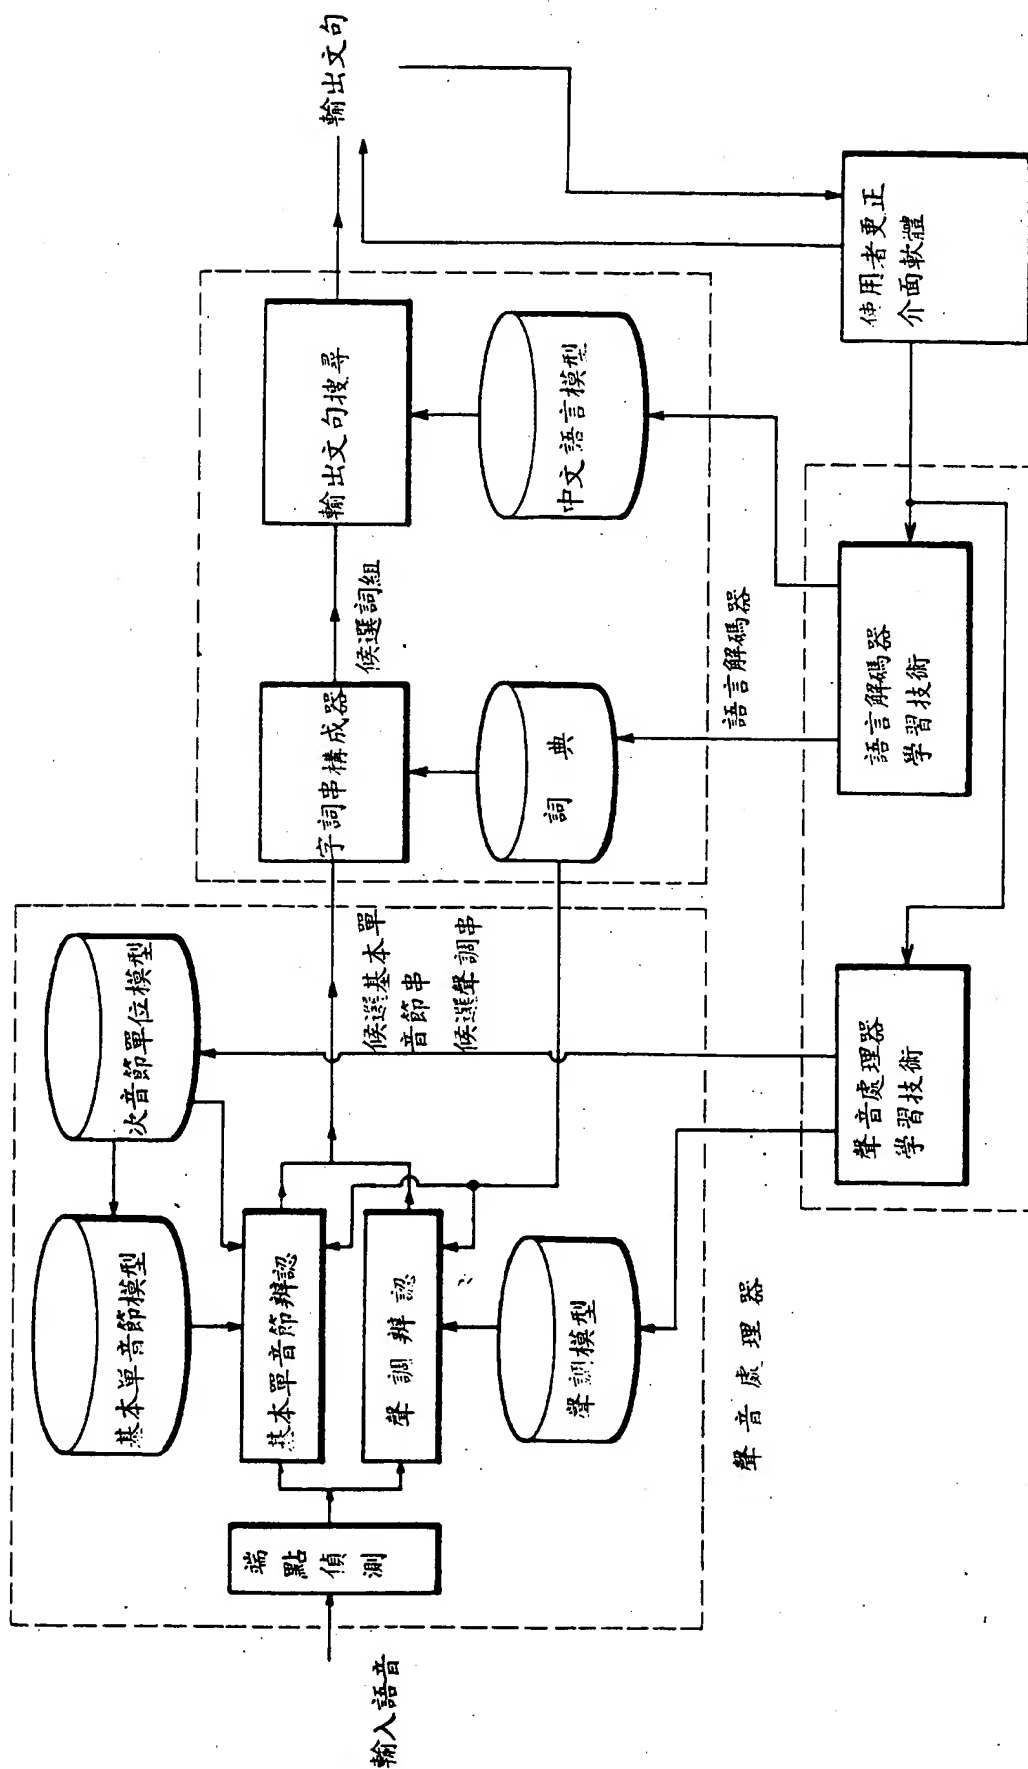 輸入語音
端點偵測
基本單音節模型
次音節單位模型
基本單音節辨認
聲調辨認
聲調模型
候選基本單
音節串
候選聲調串
聲音處理器
字詞串構成器
候選詞組
輸出文句搜尋
輸出文句
詞典
中文語言模型
語言解碼器
聲音處理器
學習技術
語言解碼器
學習技術
使用者更正
介面軟體